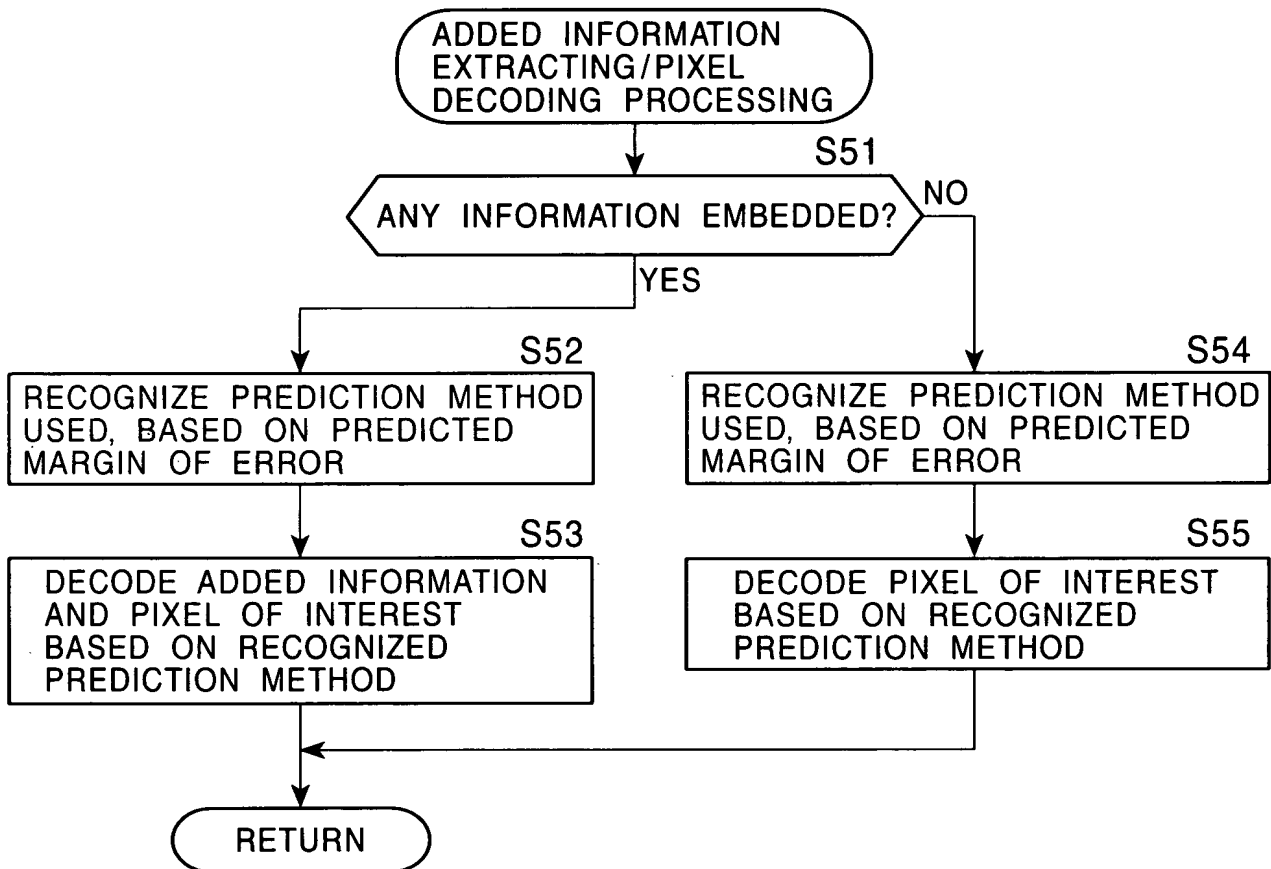 ADDED INFORMATION
EXTRACTING/PIXEL
DECODING PROCESSING
S51
ANY INFORMATION EMBEDDED?
NO
YES
S52
RECOGNIZE PREDICTION METHOD
USED, BASED ON PREDICTED
MARGIN OF ERROR
S54
RECOGNIZE PREDICTION METHOD
USED, BASED ON PREDICTED
MARGIN OF ERROR
S53
DECODE ADDED INFORMATION
AND PIXEL OF INTEREST
BASED ON RECOGNIZED
PREDICTION METHOD
S55
DECODE PIXEL OF INTEREST
BASED ON RECOGNIZED
PREDICTION METHOD
RETURN